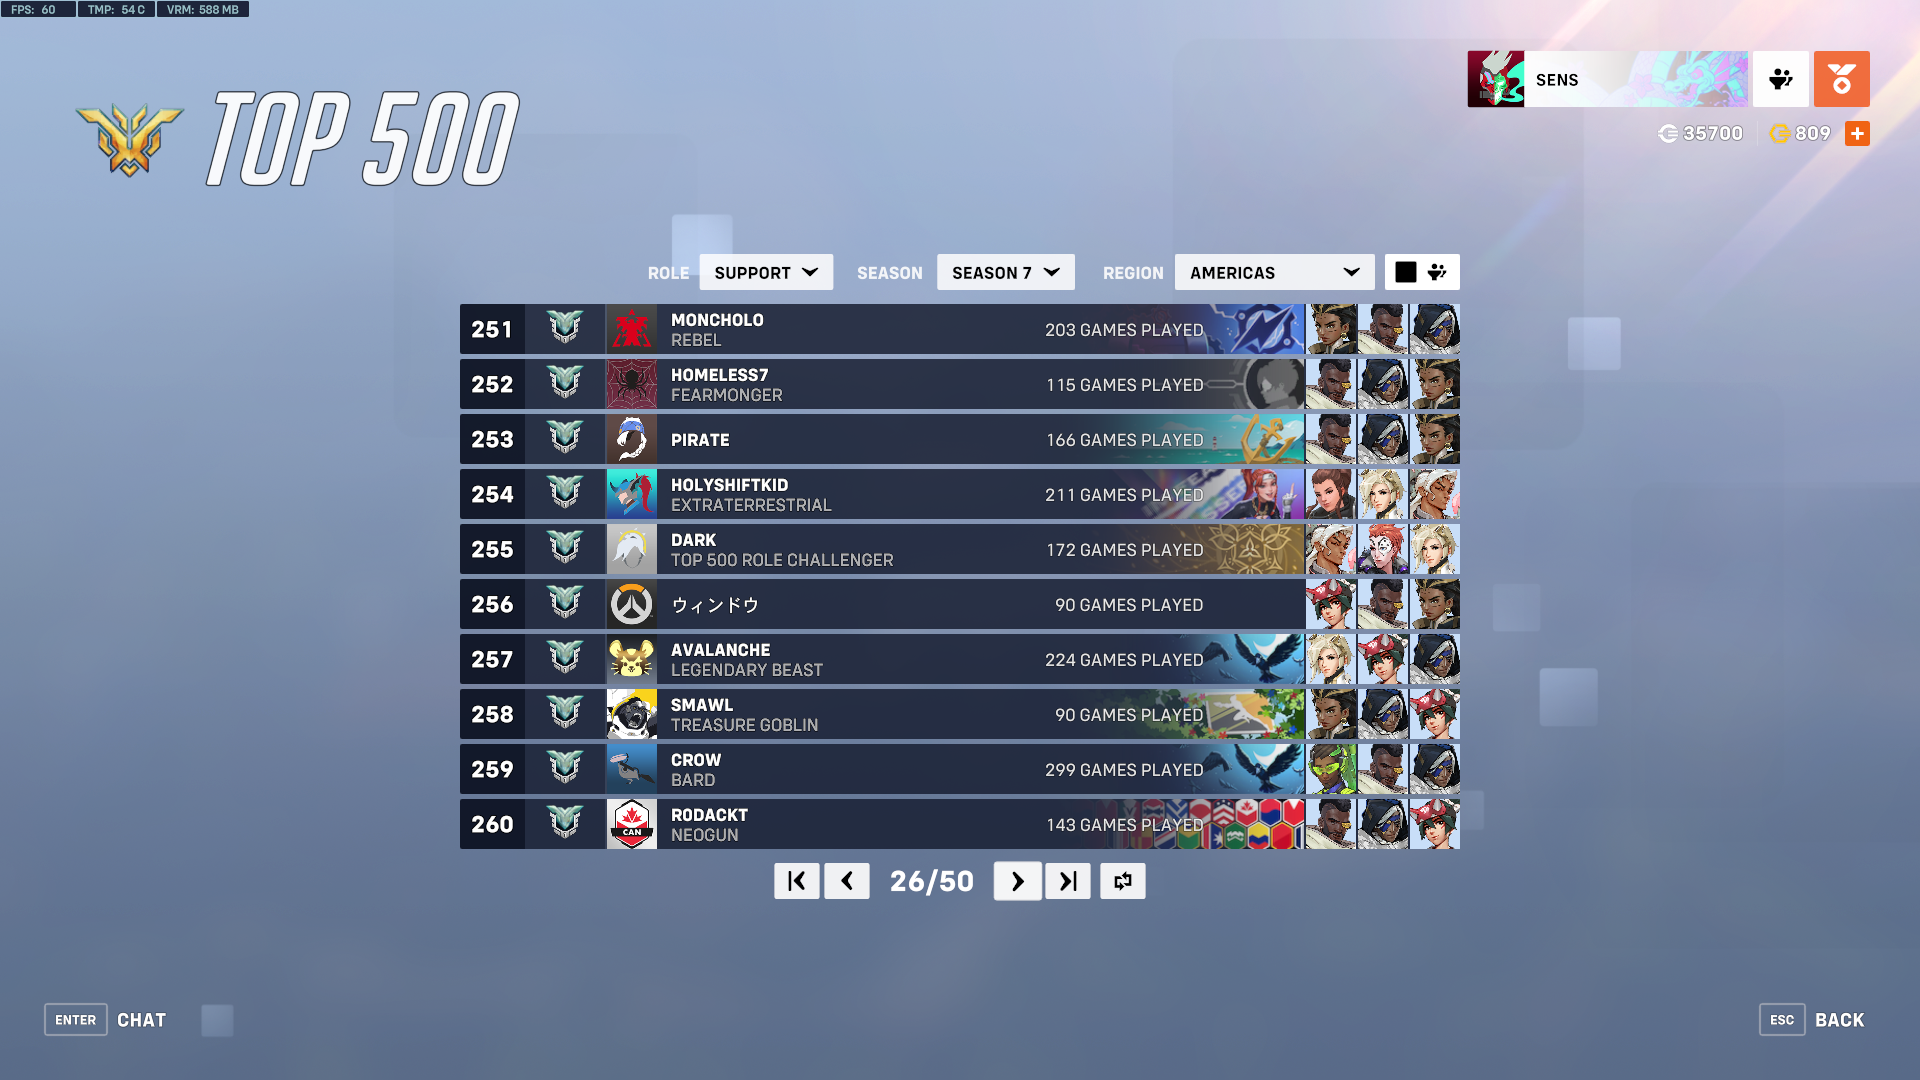 FPS: 60 TMP: 54 C VRM: 588 MB
TOP 500
SENS
35700 809
ROLE SUPPORT SEASON SEASON 7 REGION AMERICAS
251 MONCHOLO 203 GAMES PLAYED
REBEL
252 HOMELESS7 115 GAMES PLAYED
FEARMONGER
253 PIRATE 166 GAMES PLAYED
254 HOLYSHIFTKID 211 GAMES PLAYED
EXTRATERRESTRIAL
255 DARK 172 GAMES PLAYED
TOP 500 ROLE CHALLENGER
256 ウィンドウ 90 GAMES PLAYED
257 AVALANCHE 224 GAMES PLAYED
LEGENDARY BEAST
258 SMAWL 90 GAMES PLAYED
TREASURE GOBLIN
259 CROW 299 GAMES PLAYED
BARD
260 CAN RODACKT 143 GAMES PLAYED
NEOGUN
26/50
ENTER CHAT
ESC BACK